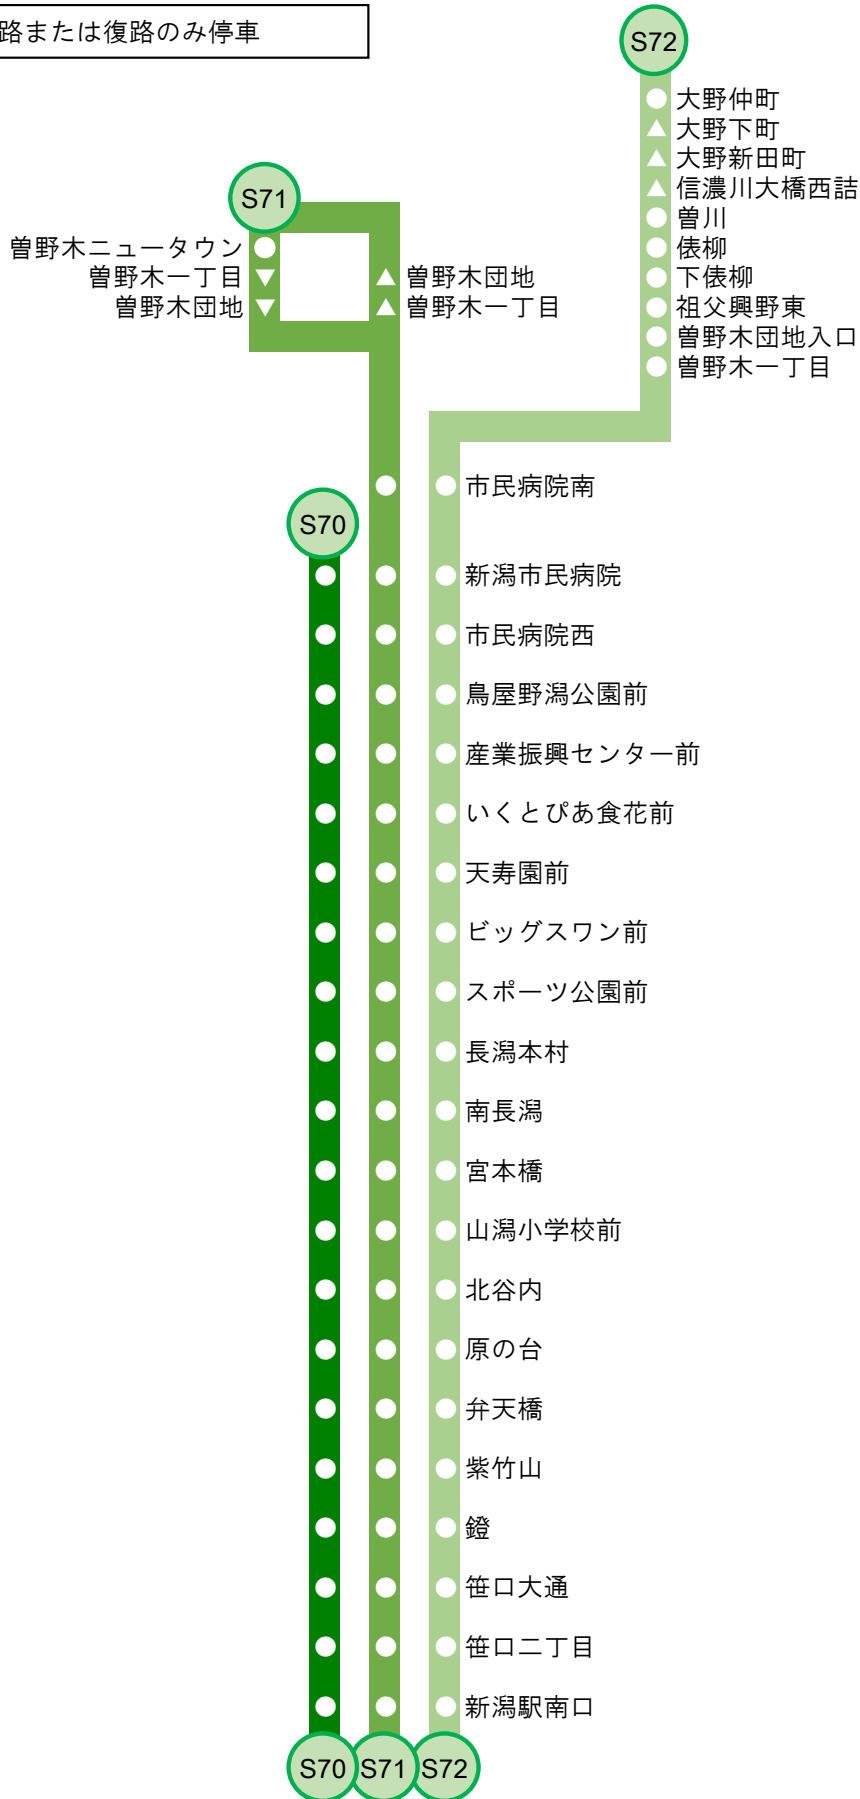 路または復路のみ停車
S72
大野仲町
大野下町
大野新田町
信濃川大橋西詰
曽川
俵柳
下俵柳
祖父興野東
曽野木団地入口
曽野木一丁目
S71
曽野木ニュータウン
曽野木一丁目
曽野木団地
曽野木団地
曽野木一丁目
市民病院南
S70
新潟市民病院
市民病院西
鳥屋野潟公園前
産業振興センター前
いくとぴあ食花前
天寿園前
ビッグスワン前
スポーツ公園前
長潟本村
南長潟
宮本橋
山潟小学校前
北谷内
原の台
弁天橋
紫竹山
鐙
笹口大通
笹口二丁目
新潟駅南口
S70
S71
S72